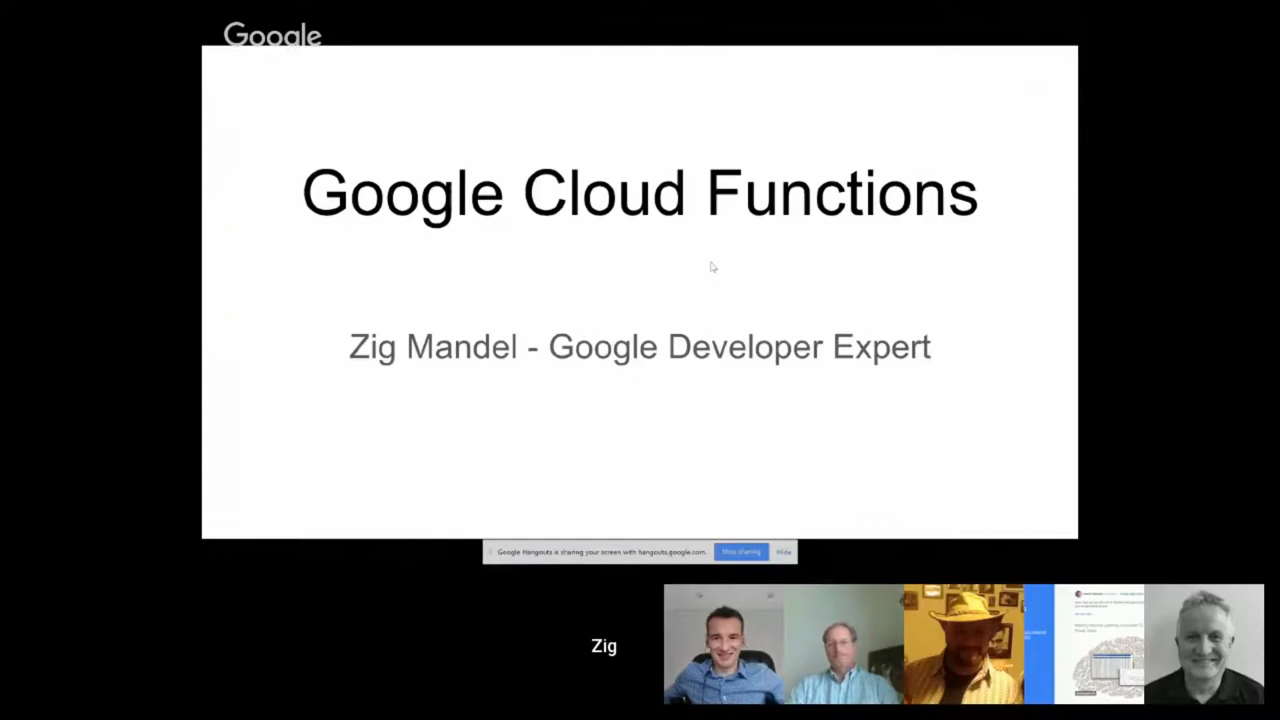 Google
Google Cloud Functions
Zig Mandel - Google Developer Expert
Google Hangouts is sharing your screen with hangouts.google.com.
Stop sharing
Hide
Zig